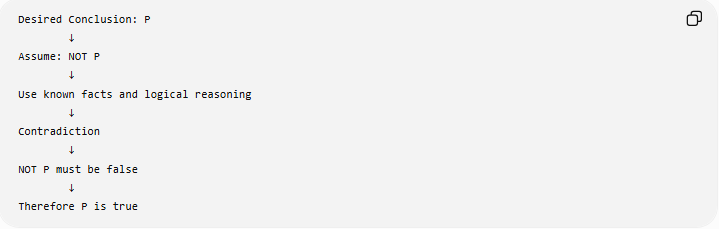 Desired Conclusion: P
↓
Assume: NOT P
↓
Use known facts and logical reasoning
↓
Contradiction
↓
NOT P must be false
↓
Therefore P is true